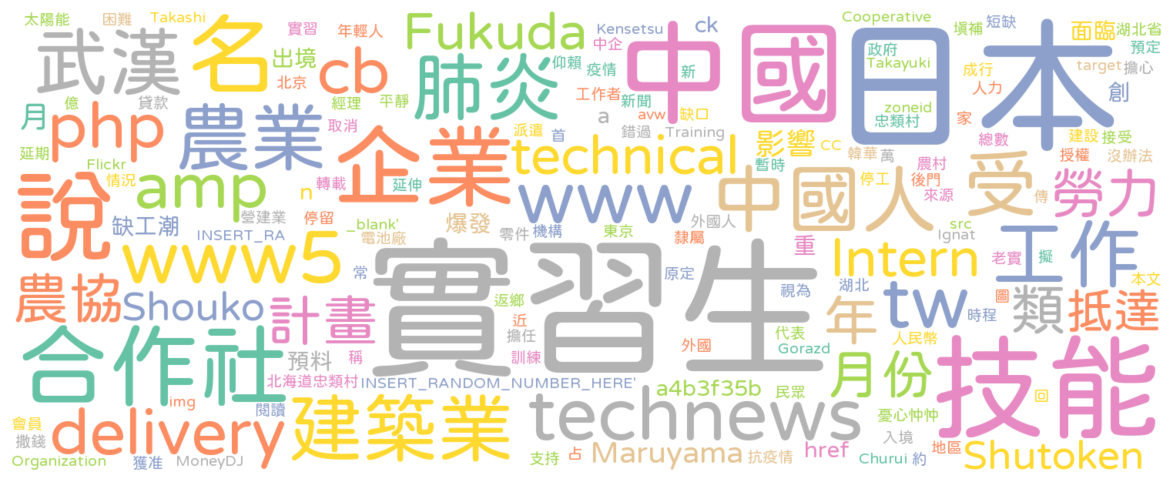 太陽能 困難 Takashi 實習 年輕人 Kensetsu ck Cooperative 填補 短缺 湖北省
武漢 名 出境 cb Fukuda 中企 仰賴 疫情 中國 日本 政府 Takayuki 面臨 預定
北京 肺炎 新 成行 target 擔心
億 貸款 經理 平靜 工作者 新聞 zoneid 人力 創
月 php 農業 取消 avw 缺口 忠類村 家
延期 企業 派遣 首 錯過 a Training 影響 cc 總數 建設 接受
Flickr 情況 轉載 延伸 technical 暫時 韓華 萬 農村 授權 沒辦法
說 amp n 停工 後門 受 勞力
缺工潮 營建業 停留 _blank' 爆發 www 外國人 中國人 來源 傳
INSERT_RA 電池廠 零件 機構 東京 隸屬 重 src Ignat 工作
www5 實習生 常 原定 Intern 老實 擬 本文
農協 Shouko 計畫 返鄉 視為 湖北 tw 圖 類 抵達
近 擔任 代表 年 時程
合作社 預料 稱 訓練 外國 Gorazd 人民幣
北海道忠類村 INSERT_RANDOM_NUMBER_HERE' a4b3f35b 民眾 月份 技能
img 閱讀 回
會員 delivery 建築業 technews 憂心忡忡
撒錢 Maruyama href 入境 地區
Organization 獲准 MoneyDJ 支持 占 抗疫情 Churui 約 Shutoken